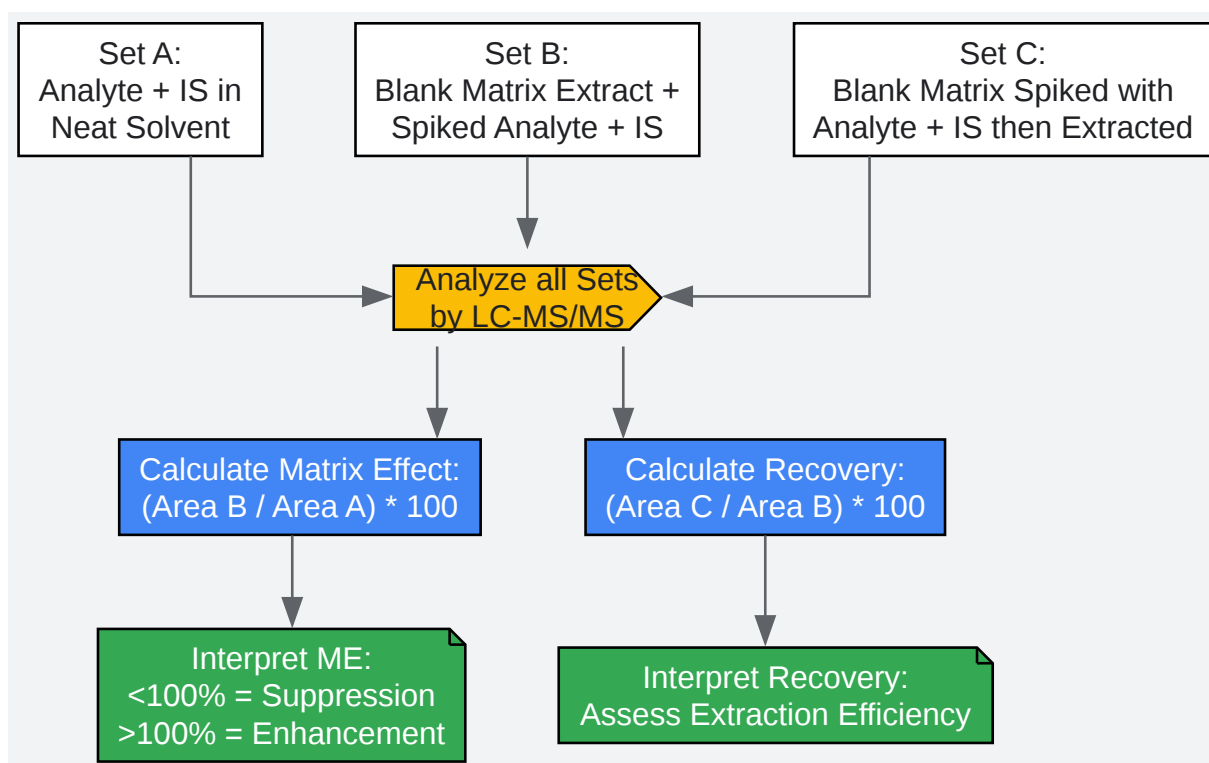 Set A:
Analyte + IS in
Neat Solvent
Set B:
Blank Matrix Extract +
Spiked Analyte + IS
Set C:
Blank Matrix Spiked with
Analyte + IS then Extracted
Analyze all Sets
by LC-MS/MS
Calculate Matrix Effect:
(Area B / Area A) * 100
Calculate Recovery:
(Area C / Area B) * 100
Interpret ME:
<100% = Suppression
>100% = Enhancement
Interpret Recovery:
Assess Extraction Efficiency